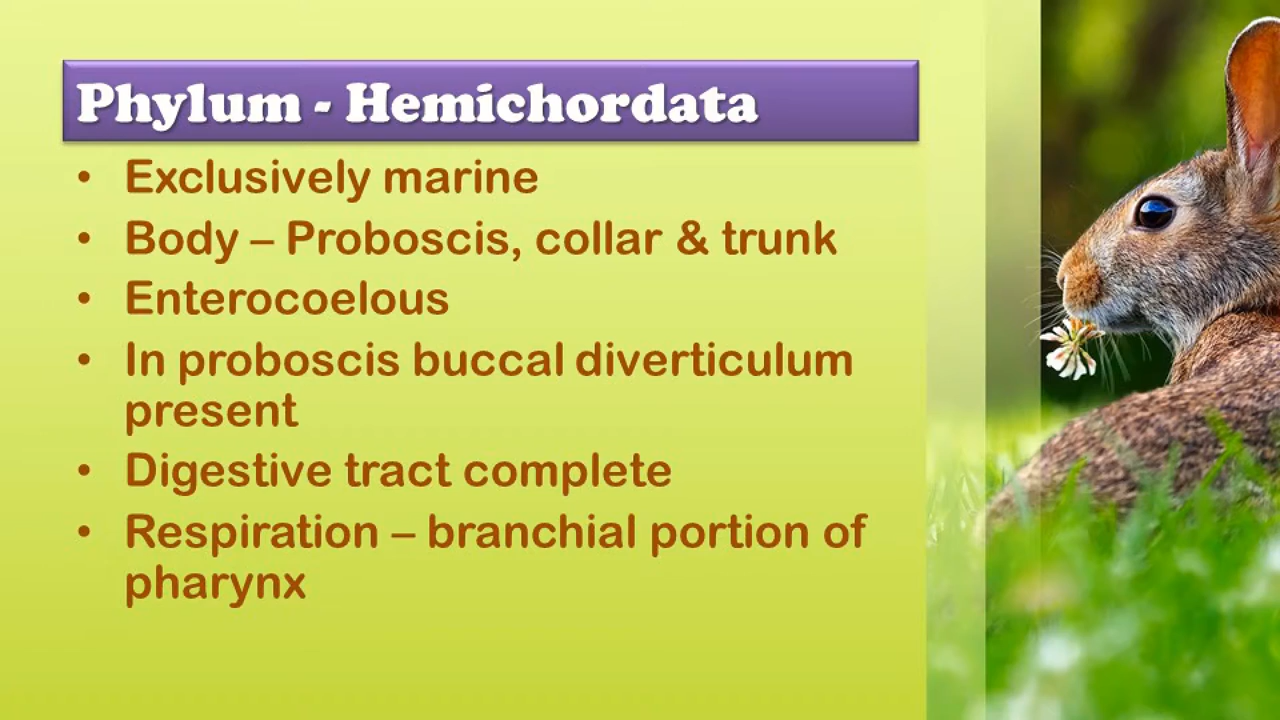 Phylum - Hemichordata
• Exclusively marine
• Body – Proboscis, collar & trunk
• Enterocoelous
• In proboscis buccal diverticulum
present
• Digestive tract complete
• Respiration – branchial portion of
pharynx